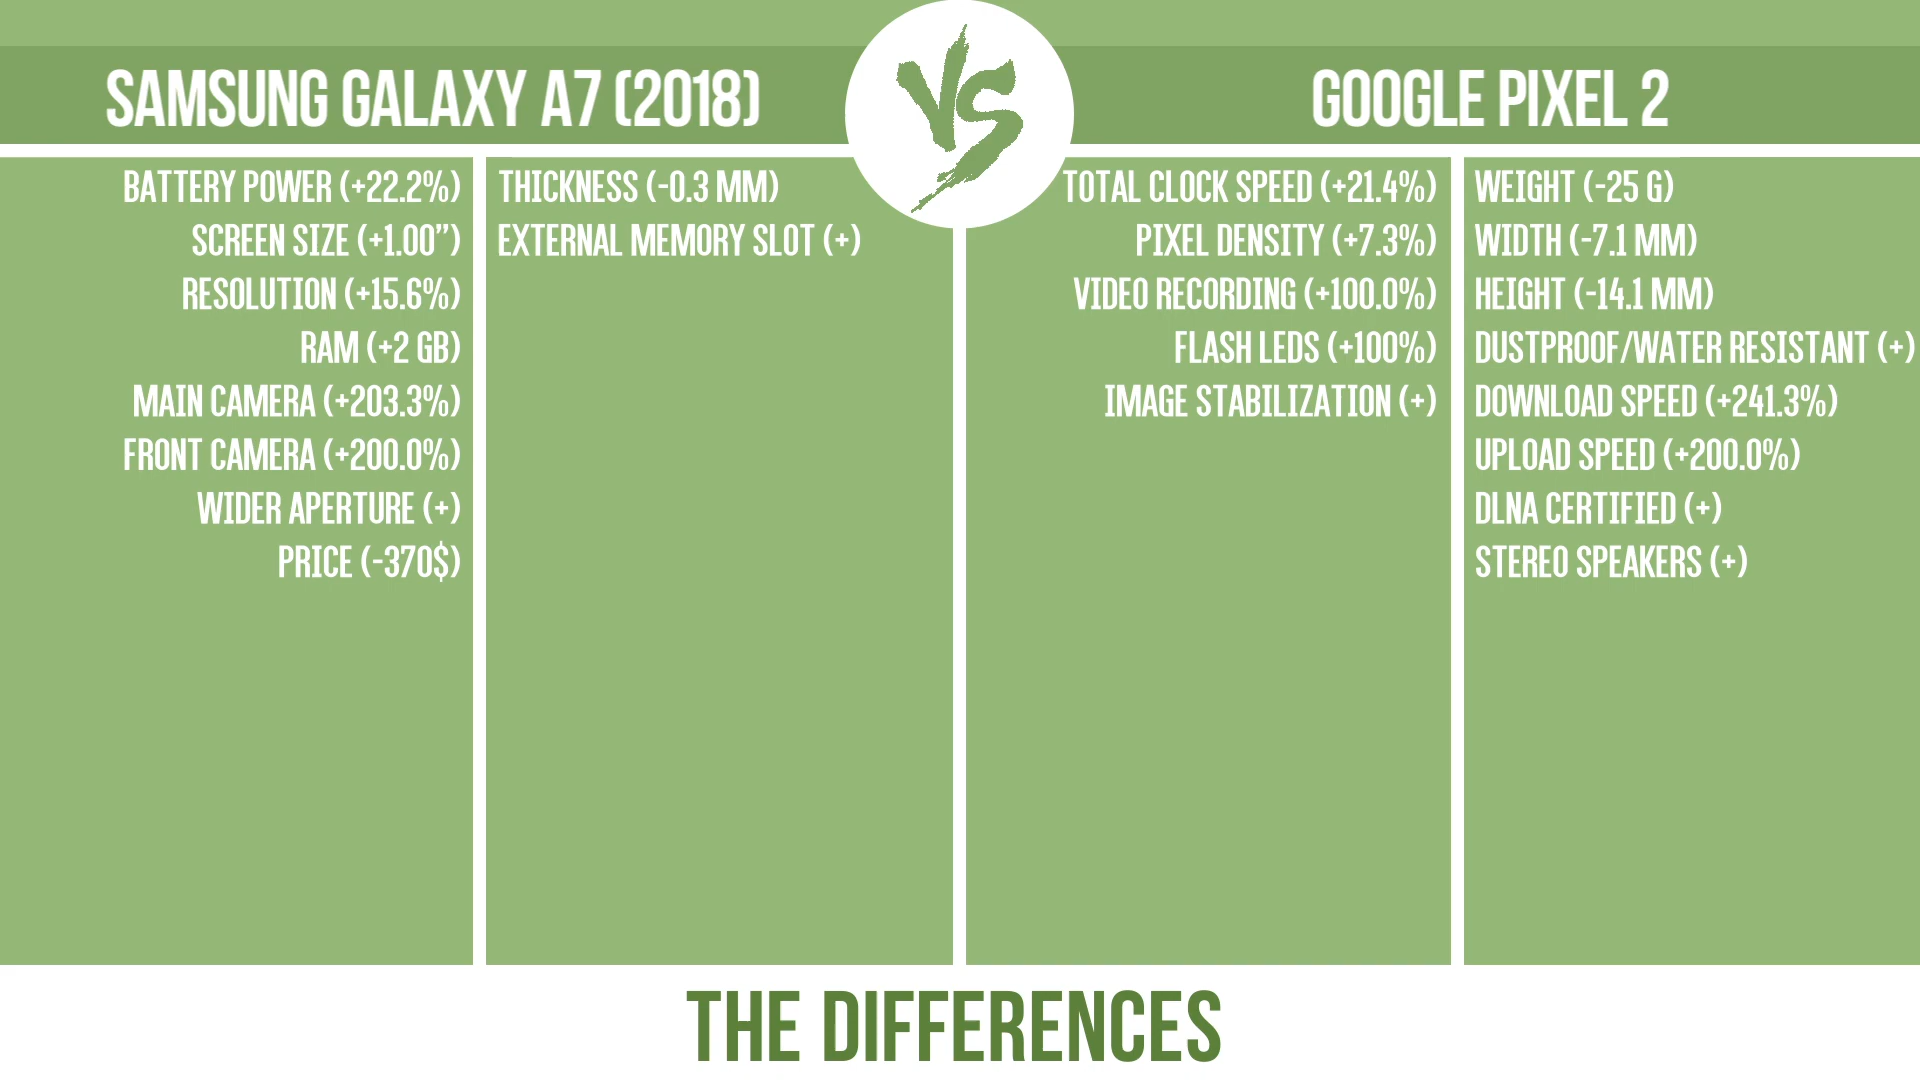 SAMSUNG GALAXY A7 (2018)
VS
GOOGLE PIXEL 2
BATTERY POWER (+22.2%)
SCREEN SIZE (+1.00”)
RESOLUTION (+15.6%)
RAM (+2 GB)
MAIN CAMERA (+203.3%)
FRONT CAMERA (+200.0%)
WIDER APERTURE (+)
PRICE (-370$)
THICKNESS (-0.3 MM)
EXTERNAL MEMORY SLOT (+)
TOTAL CLOCK SPEED (+21.4%)
PIXEL DENSITY (+7.3%)
VIDEO RECORDING (+100.0%)
FLASH LEDS (+100%)
IMAGE STABILIZATION (+)
WEIGHT (-25 G)
WIDTH (-7.1 MM)
HEIGHT (-14.1 MM)
DUSTPROOF/WATER RESISTANT (+)
DOWNLOAD SPEED (+241.3%)
UPLOAD SPEED (+200.0%)
DLNA CERTIFIED (+)
STEREO SPEAKERS (+)
THE DIFFERENCES